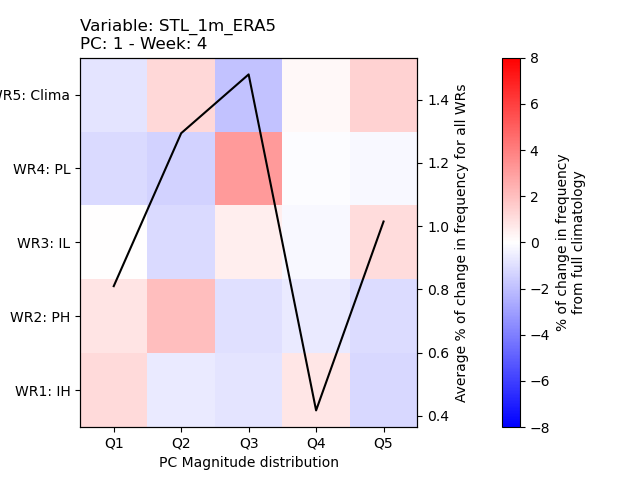 Variable: STL_1m_ERA5
PC: 1 - Week: 4
R5: Clima
WR4: PL
WR3: IL
WR2: PH
WR1: IH
Q1 Q2 Q3 Q4 Q5
PC Magnitude distribution
1.4
1.2
1.0
0.8
0.6
0.4
Average % of change in frequency for all WRs
8
6
4
2
0
−2
−4
−6
−8
% of change in frequency
from full climatology